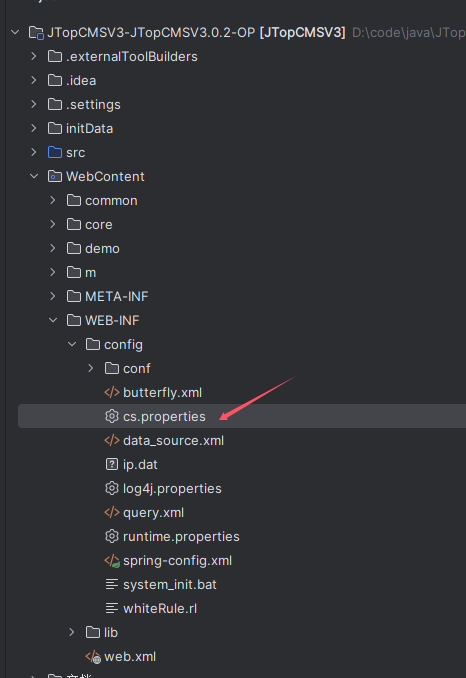 JTopCMSV3-JTopCMSV3.0.2-OP [JTopCMSV3] D:\code\java\JTop
.externalToolBuilders
.idea
.settings
initData
src
WebContent
common
core
demo
m
META-INF
WEB-INF
config
conf
butterfly.xml
cs.properties
data_source.xml
ip.dat
log4j.properties
query.xml
runtime.properties
spring-config.xml
system_init.bat
whiteRule.rl
lib
web.xml